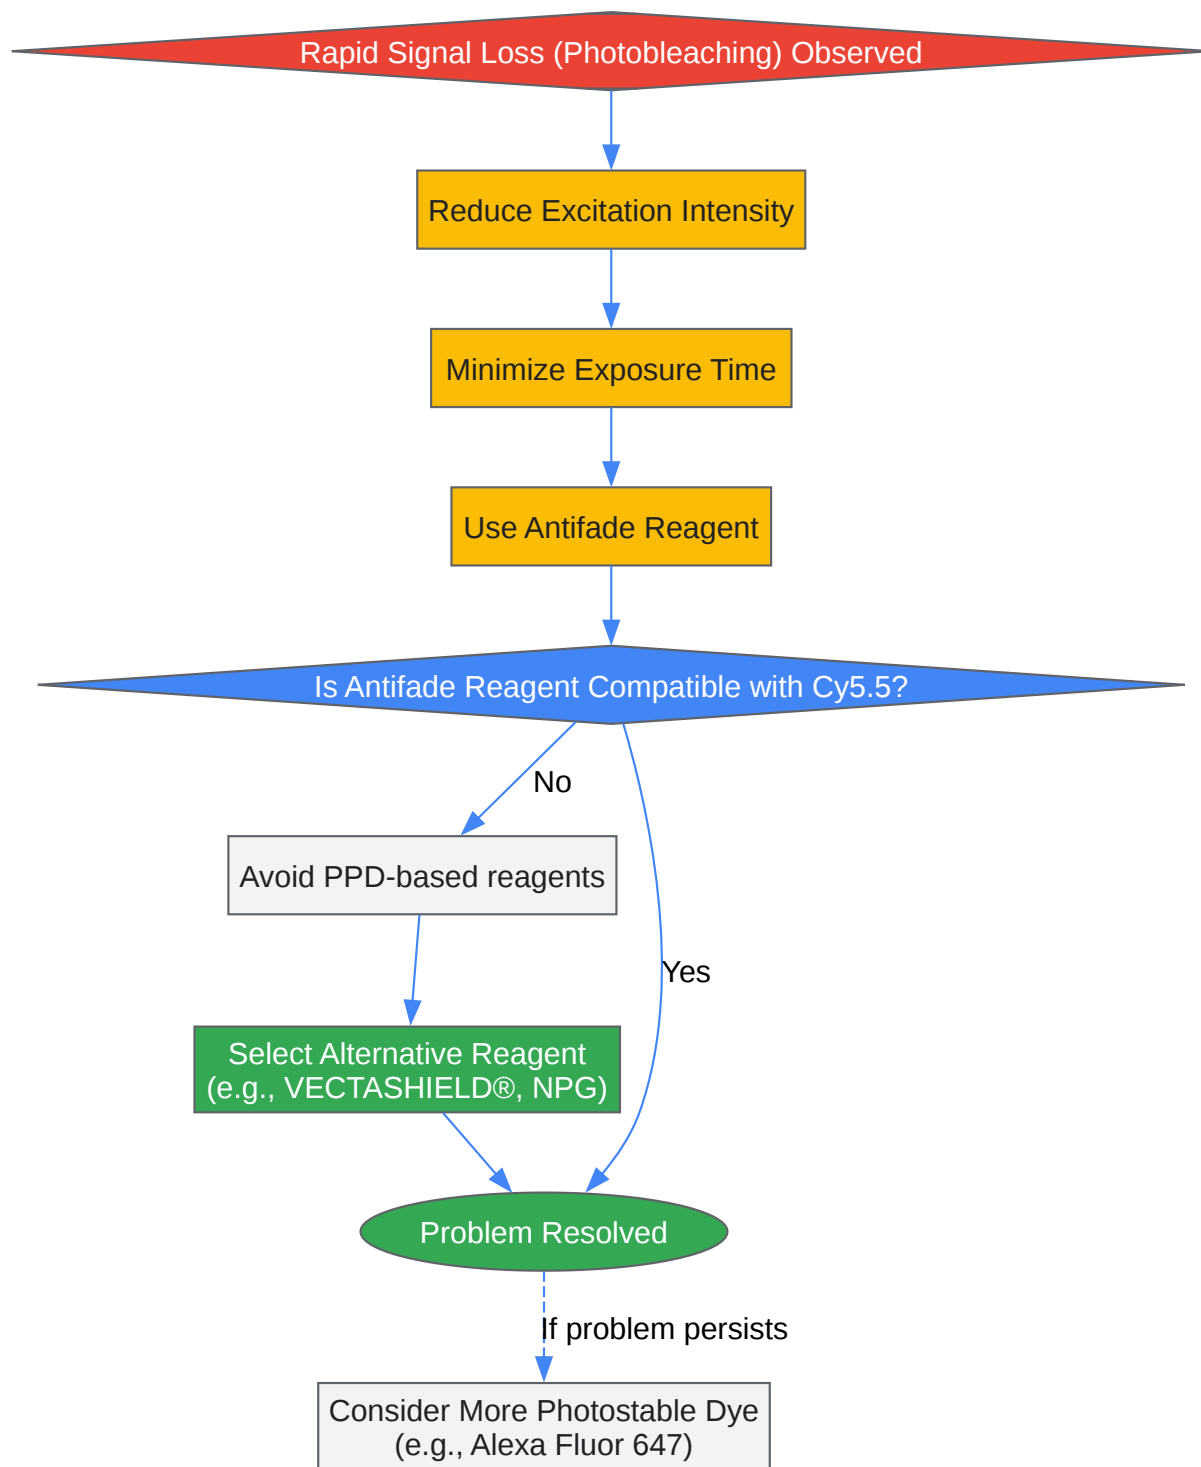 Rapid Signal Loss (Photobleaching) Observed
Reduce Excitation Intensity
Minimize Exposure Time
Use Antifade Reagent
Is Antifade Reagent Compatible with Cy5.5?
No
Avoid PPD-based reagents
Yes
Select Alternative Reagent
(e.g., VECTASHIELD®, NPG)
Problem Resolved
If problem persists
Consider More Photostable Dye
(e.g., Alexa Fluor 647)